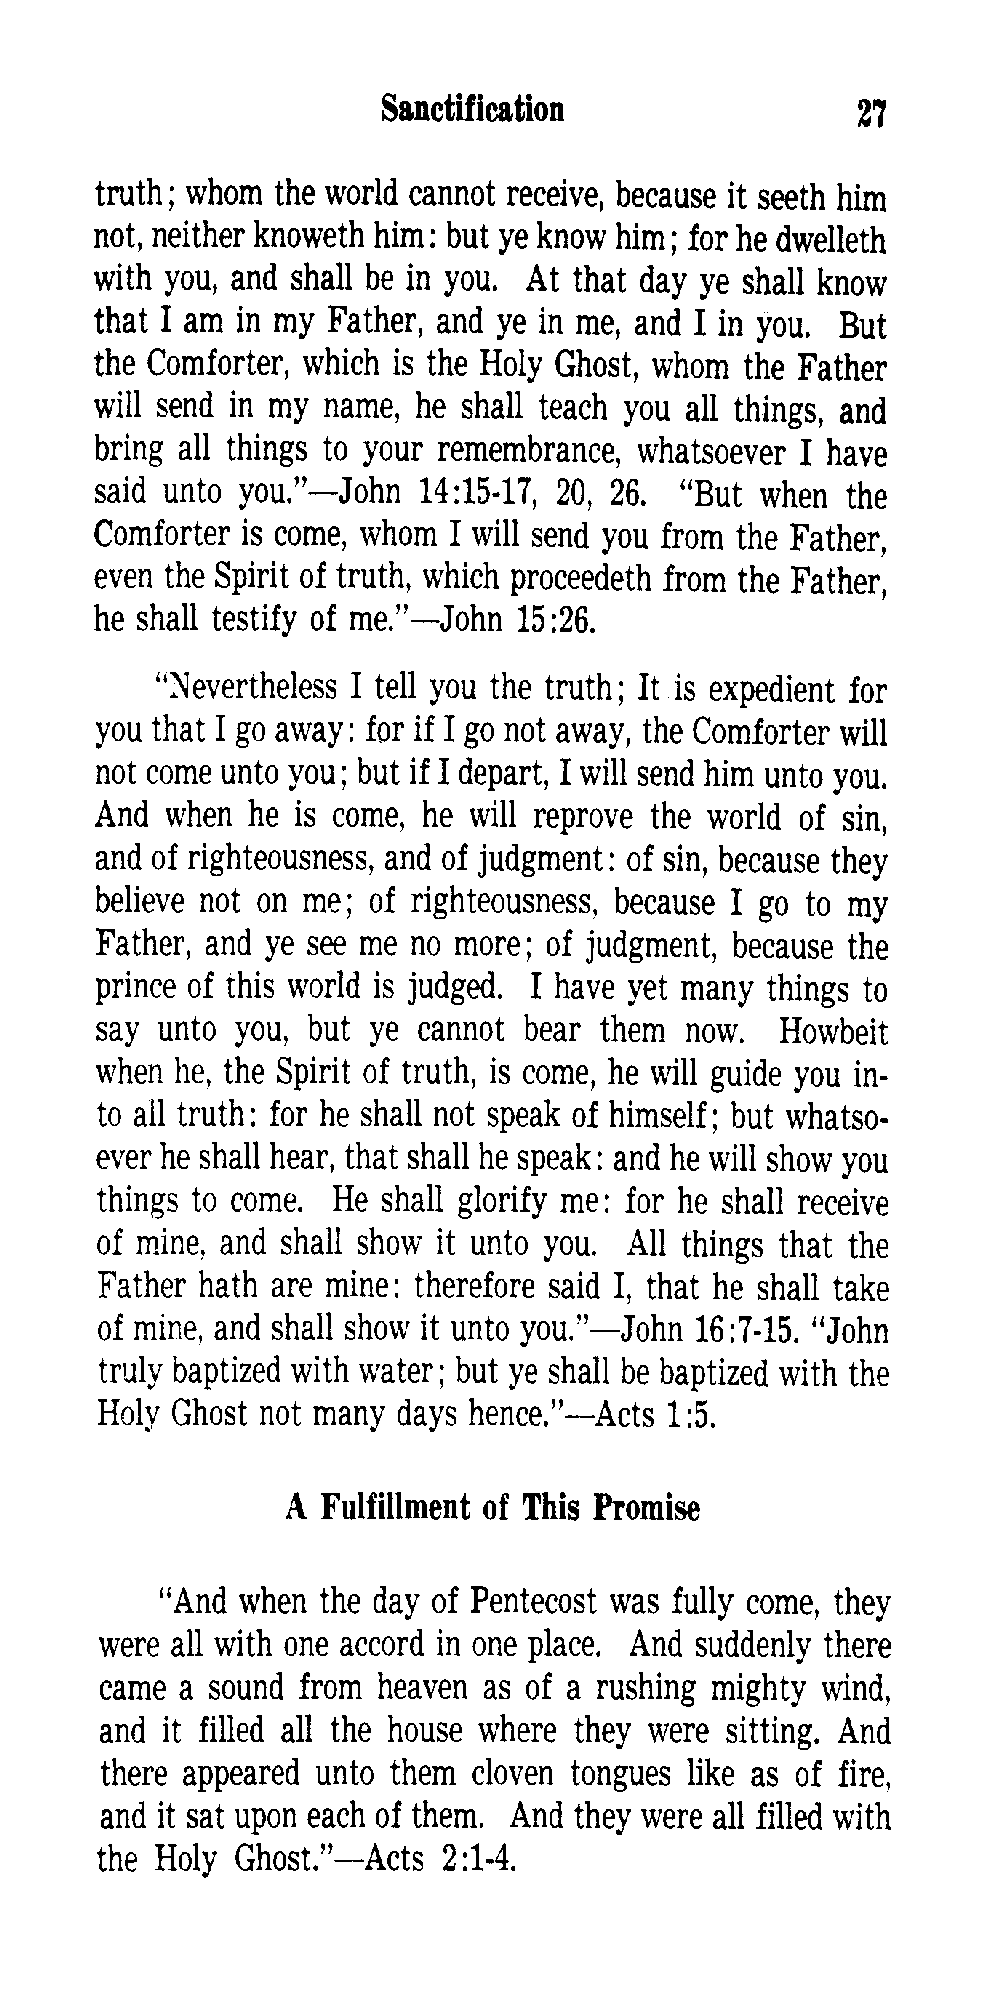 Sanctification 27
truth; whom the world cannot receive, because it seeth him
not, neither knoweth him: but ye know him; for he dwelleth
with you, and shall be in you. At that day ye shall know
that I am in my Father, and ye in me, and I in you. But
the Comforter, which is the Holy Ghost, whom the Father
will send in my name, he shall teach you all things, and
bring all things to your remembrance, whatsoever I have
said unto you.”—John 14:15-17, 20, 26. “But when the
Comforter is come, whom I will send you from the Father,
even the Spirit of truth, which proceedeth from the Father,
he shall testify of me.”—John 15:26.
“Nevertheless I tell you the truth; It is expedient for
you that I go away: for if I go not away, the Comforter will
not come unto you; but if I depart, I will send him unto you.
And when he is come, he will reprove the world of sin,
and of righteousness, and of judgment: of sin, because they
believe not on me; of righteousness, because I go to my
Father, and ye see me no more; of judgment, because the
prince of this world is judged. I have yet many things to
say unto you, but ye cannot bear them now. Howbeit
when he, the Spirit of truth, is come, he will guide you in-
to all truth: for he shall not speak of himself; but whatso-
ever he shall hear, that shall he speak: and he will show you
things to come. He shall glorify me: for he shall receive
of mine, and shall show it unto you. All things that the
Father hath are mine: therefore said I, that he shall take
of mine, and shall show it unto you.”—John 16:7-15. “John
truly baptized with water; but ye shall be baptized with the
Holy Ghost not many days hence.”—Acts 1:5.
A Fulfillment of This Promise
“And when the day of Pentecost was fully come, they
were all with one accord in one place. And suddenly there
came a sound from heaven as of a rushing mighty wind,
and it filled all the house where they were sitting. And
there appeared unto them cloven tongues like as of fire,
and it sat upon each of them. And they were all filled with
the Holy Ghost.”—Acts 2:1-4.